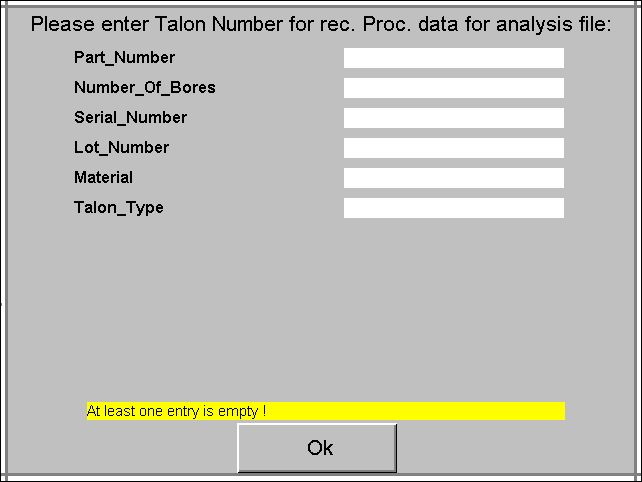 Please enter Talon Number for rec. Proc. data for analysis file:
Part_Number
Number_Of_Bores
Serial_Number
Lot_Number
Material
Talon_Type
At least one entry is empty !
Ok